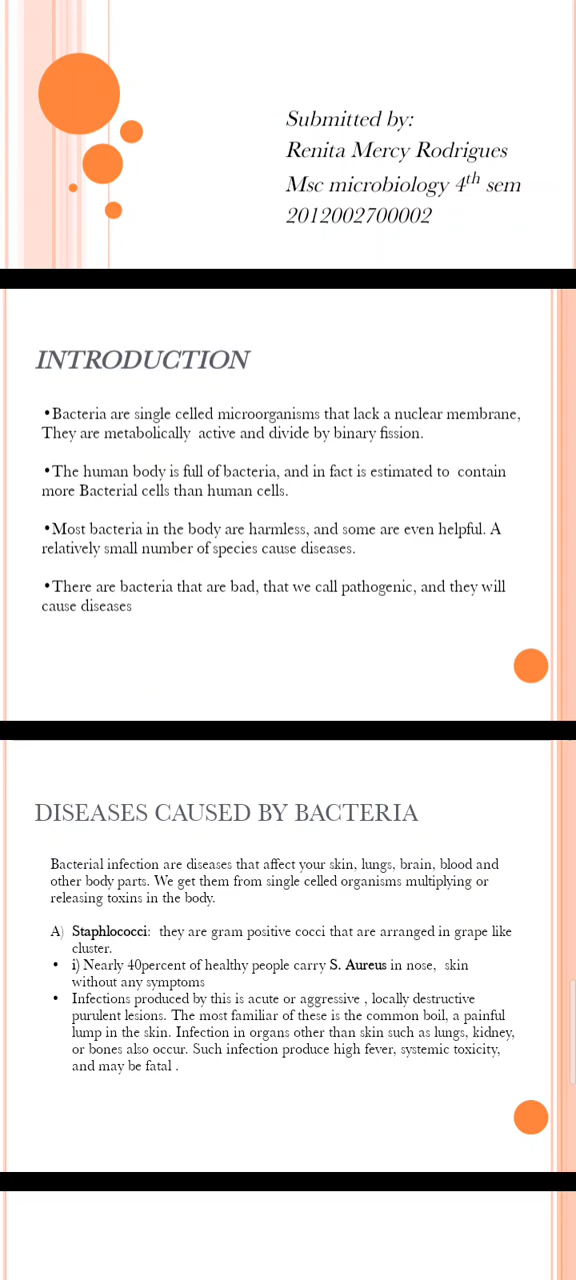 Submitted by:
Renita Mercy Rodrigues
Msc microbiology 4th sem
2012002700002
INTRODUCTION
•Bacteria are single celled microorganisms that lack a nuclear membrane,
They are metabolically active and divide by binary fission.
•The human body is full of bacteria, and in fact is estimated to contain
more Bacterial cells than human cells.
•Most bacteria in the body are harmless, and some are even helpful. A
relatively small number of species cause diseases.
•There are bacteria that are bad, that we call pathogenic, and they will
cause diseases
DISEASES CAUSED BY BACTERIA
Bacterial infection are diseases that affect your skin, lungs, brain, blood and
other body parts. We get them from single celled organisms multiplying or
releasing toxins in the body.
A) Staphlococci: they are gram positive cocci that are arranged in grape like
cluster.
• i) Nearly 40percent of healthy people carry S. Aureus in nose, skin
without any symptoms
• Infections produced by this is acute or aggressive , locally destructive
purulent lesions. The most familiar of these is the common boil, a painful
lump in the skin. Infection in organs other than skin such as lungs, kidney,
or bones also occur. Such infection produce high fever, systemic toxicity,
and may be fatal .